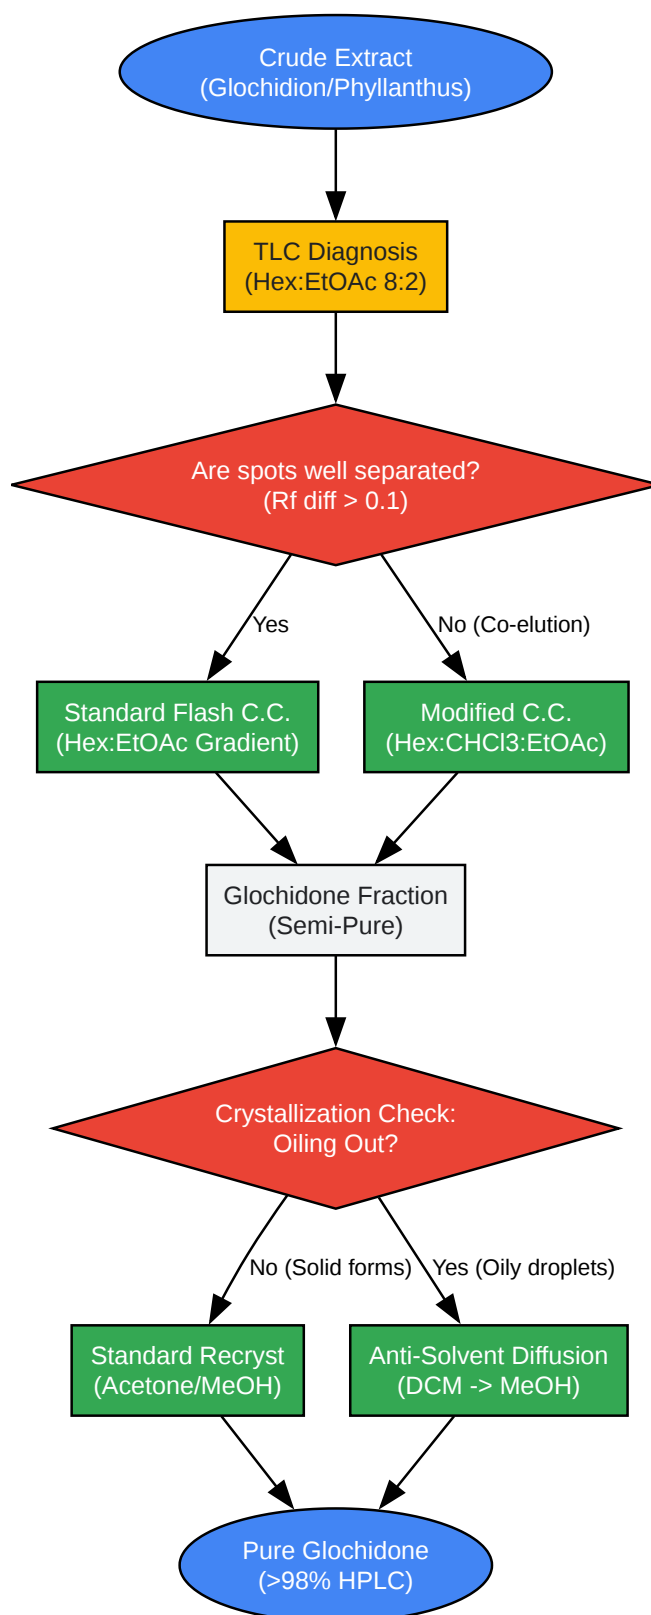 Crude Extract
(Glochidion/Phyllanthus)
TLC Diagnosis
(Hex:EtOAc 8:2)
Are spots well separated?
(Rf diff > 0.1)
Yes
No (Co-elution)
Standard Flash C.C.
(Hex:EtOAc Gradient)
Modified C.C.
(Hex:CHCl3:EtOAc)
Glochidone Fraction
(Semi-Pure)
Crystallization Check:
Oiling Out?
No (Solid forms)
Yes (Oily droplets)
Standard Recryst
(Acetone/MeOH)
Anti-Solvent Diffusion
(DCM -> MeOH)
Pure Glochidone
(>98% HPLC)